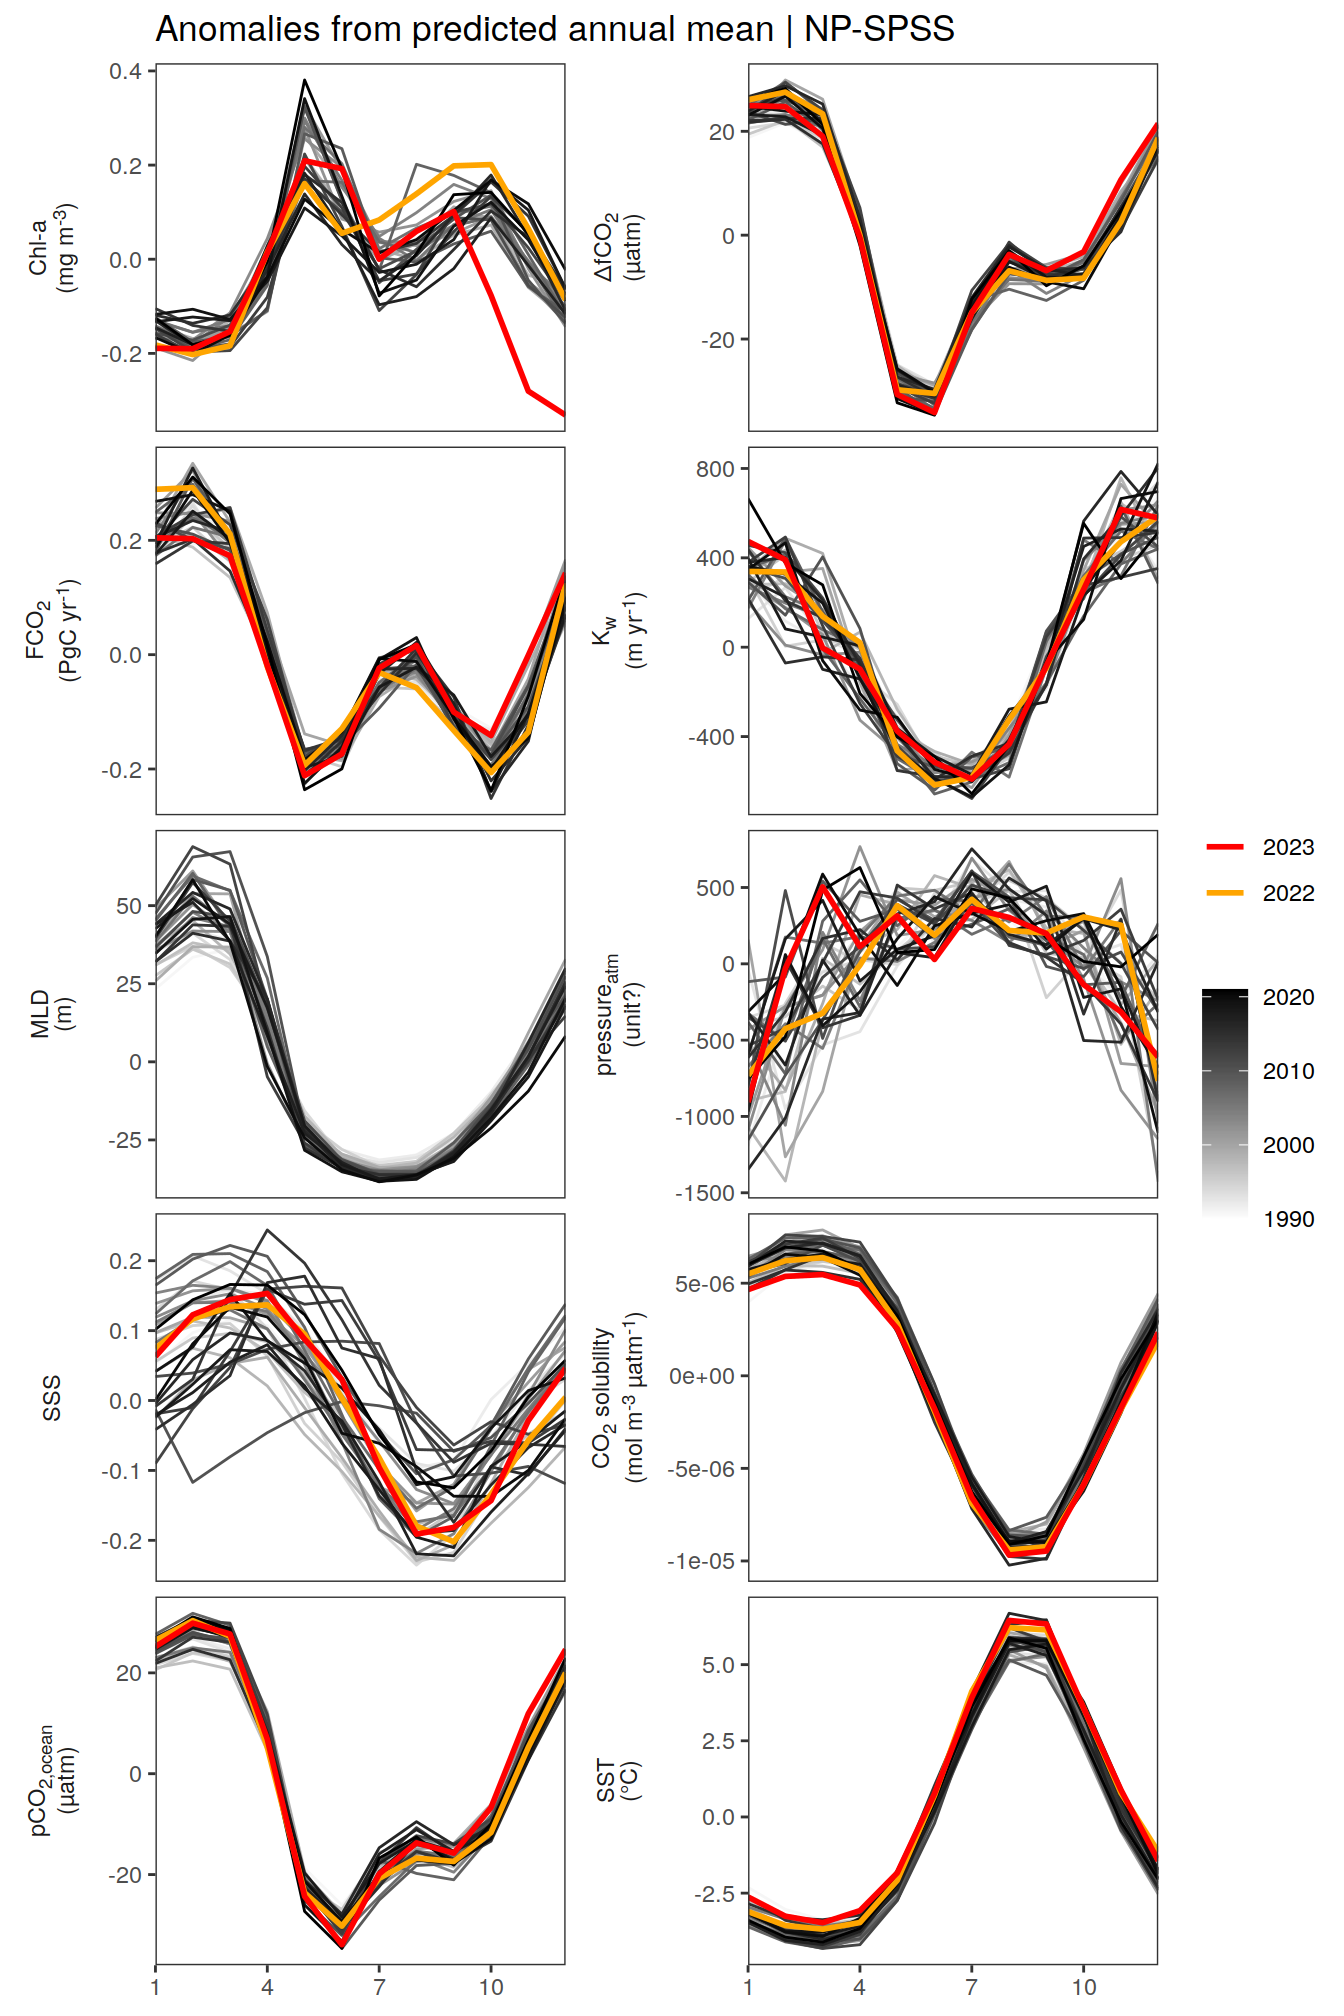 Anomalies from predicted annual mean | NP-SPSS
Chl-a
(mg m-3)
0.4
0.2
0.0
-0.2
ΔfCO2
(µatm)
20
0
-20
FCO2
(PgC yr-1)
0.2
0.0
-0.2
Kw
(m yr-1)
800
400
0
-400
MLD
(m)
50
25
0
-25
pressureatm
(unit?)
500
0
-500
-1000
-1500
2023
2022
2020
2010
2000
1990
SSS
0.2
0.1
0.0
-0.1
-0.2
CO2 solubility
(mol m-3 µatm-1)
5e-06
0e+00
-5e-06
-1e-05
pCO2,ocean
(µatm)
20
0
-20
1 4 7 10
SST
(°C)
5.0
2.5
0.0
-2.5
1 4 7 10